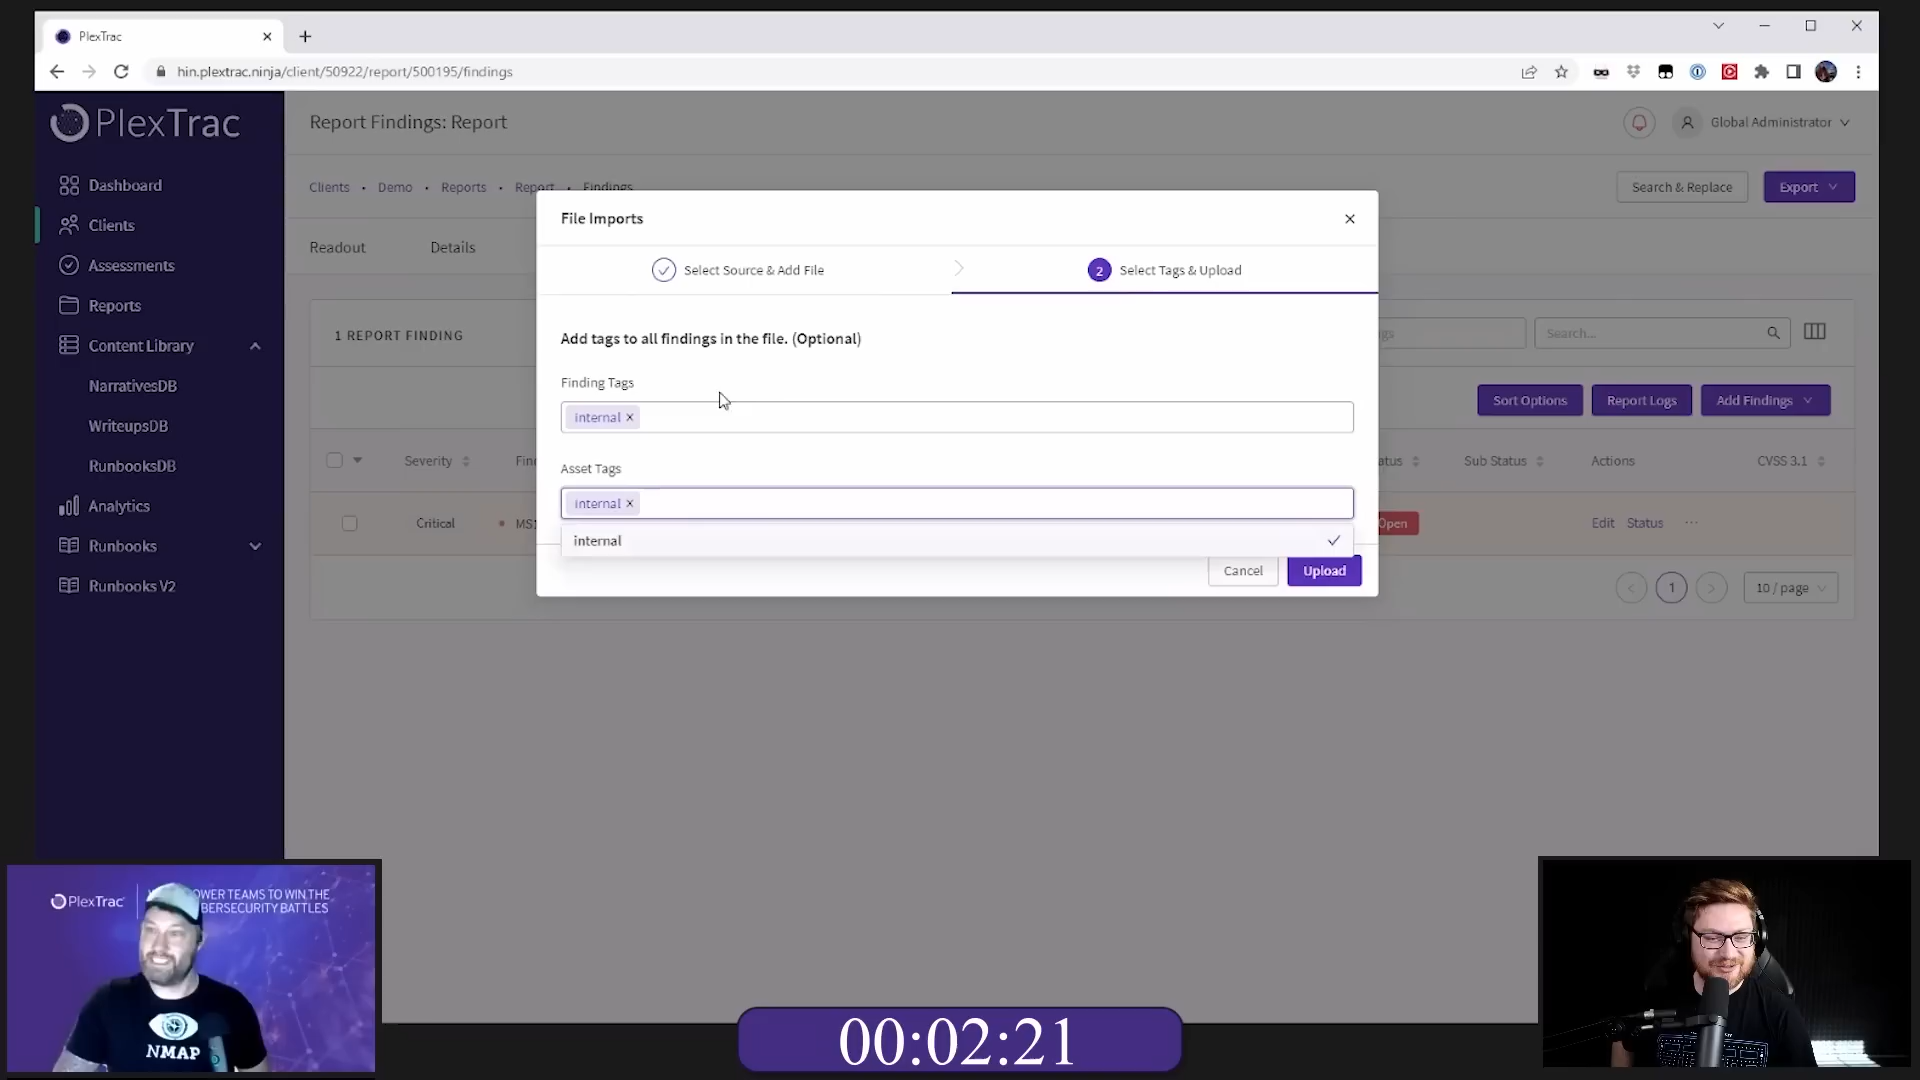 PlexTrac
hin.plextrac.ninja/client/50922/report/500195/findings
PlexTrac
Report Findings: Report
Global Administrator
Dashboard
Clients
Assessments
Reports
Content Library
NarrativesDB
WriteupsDB
RunbooksDB
Analytics
Runbooks
Runbooks V2
Clients • Demo • Reports • Report • Findings
Search & Replace
Export
Readout
Details
File Imports
Select Source & Add File
2 Select Tags & Upload
Add tags to all findings in the file. (Optional)
Finding Tags
internal ×
Asset Tags
internal ×
internal
Cancel
Upload
1 REPORT FINDING
Search...
Sort Options
Report Logs
Add Findings
Severity
Sub Status
Actions
CVSS 3.1
Critical
Open
Edit Status ...
1
10 / page
PlexTrac
TEAMS TO WIN THE
BATTLES
NMAP
00:02:21